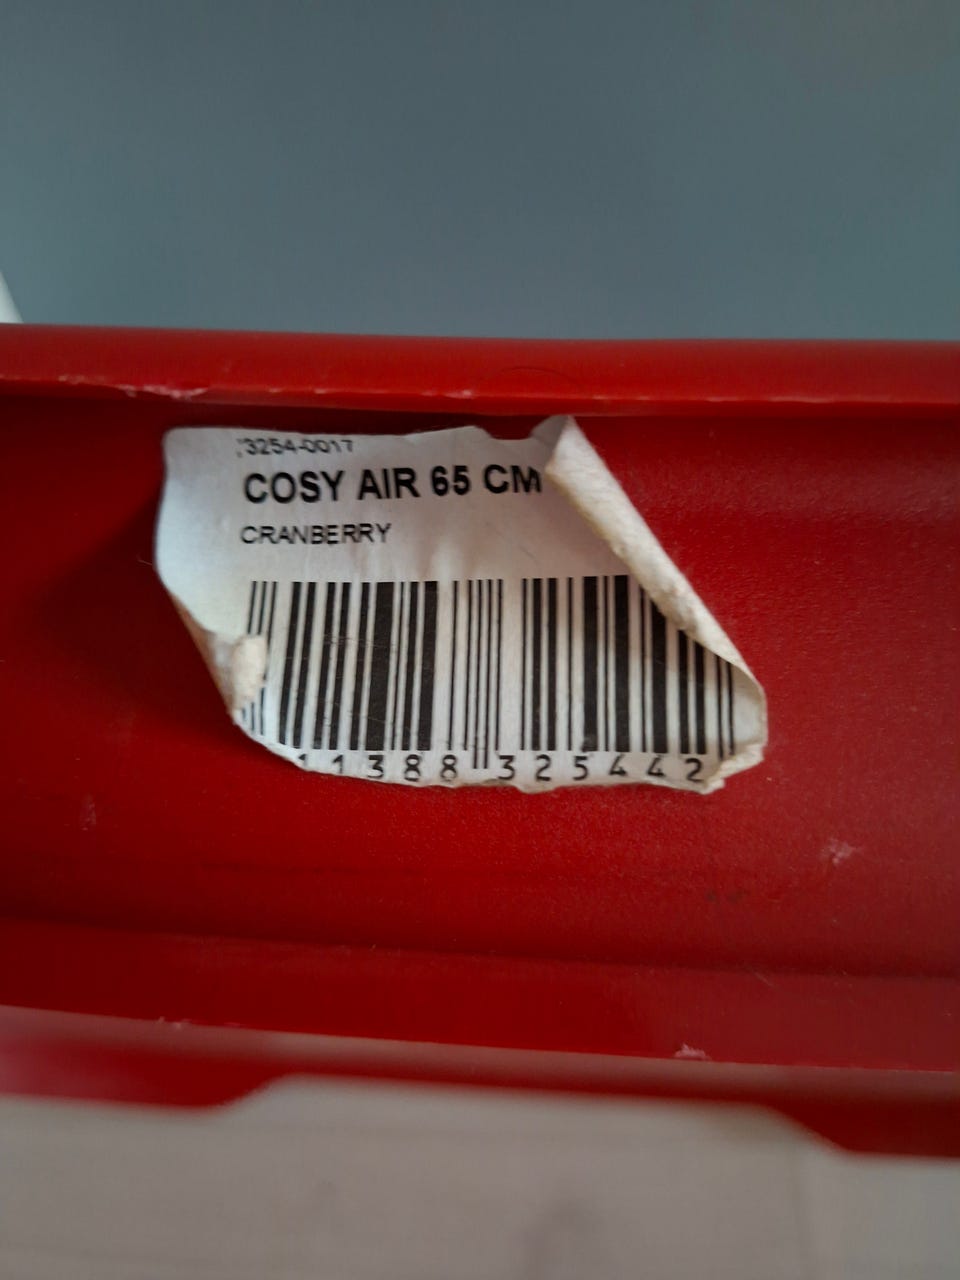 3254-0017
COSY AIR 65 CM
CRANBERRY
11388 325442